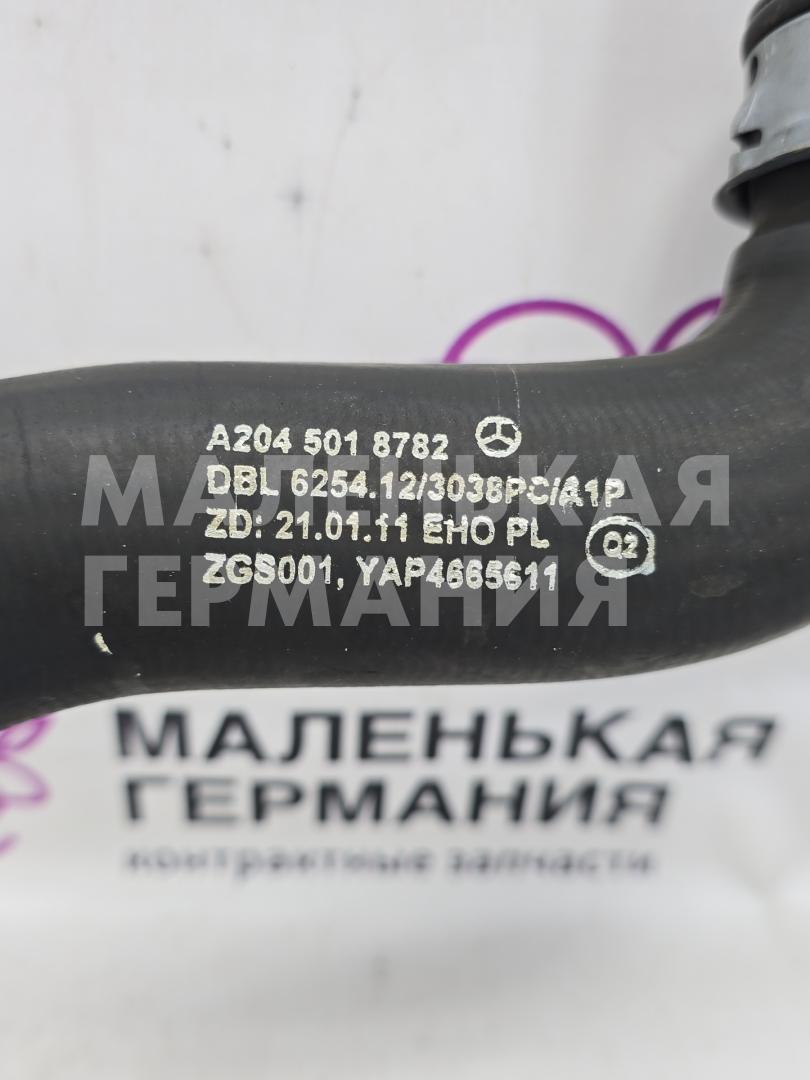 A204 501 8782
DBL 6254.12/3038PC/A1P
ZD: 21.01.11 EHO PL
Q2
ZGS001, YAP4665611
МАЛЕНЬКАЯ
ГЕРМАНИЯ
МАЛЕНЬКАЯ
ГЕРМАНИЯ
контрактные запчасти